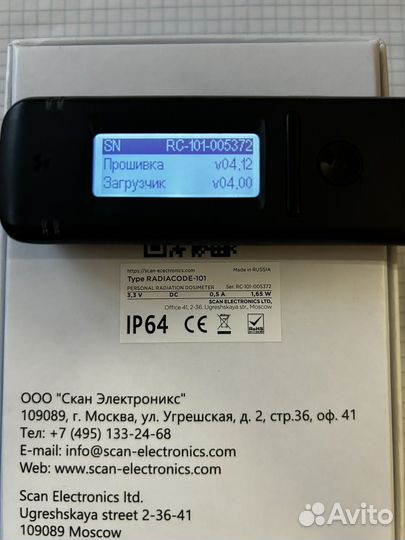 SN RC-101-005372
Прошивка v04,12
Загрузчик v04,00
https://scan-electronics.com Made in RUSSIA
Type RADIACODE-101
PERSONAL RADIATION DOSIMETER Ser. RC-101-005372
3,3 V DC 0,5 A 1,65 W
SCAN ELECTRONICS LTD,
Office 41, 2-36, Ugreshskaya str., Moscow
IP64 CE RoHS
ООО "Скан Электроникс"
109089, г. Москва, ул. Угрешская, д. 2, стр.36, оф. 41
Тел: +7 (495) 133-24-68
E-mail: info@scan-electronics.com
Web: www.scan-electronics.com
Scan Electronics ltd.
Ugreshskaya street 2-36-41
109089 Moscow
Avito